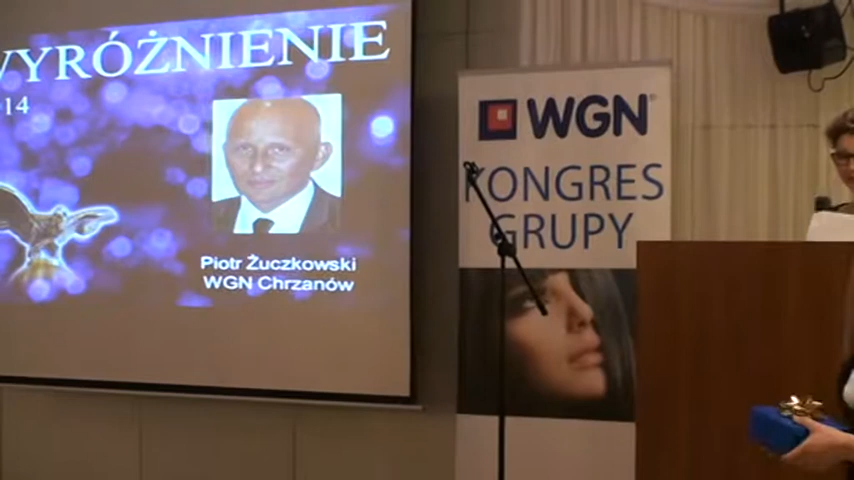 WYRÓŻNIENIE
14
Piotr Żuczkowski
WGN Chrzanów
WGN®
KONGRES
GRUPY